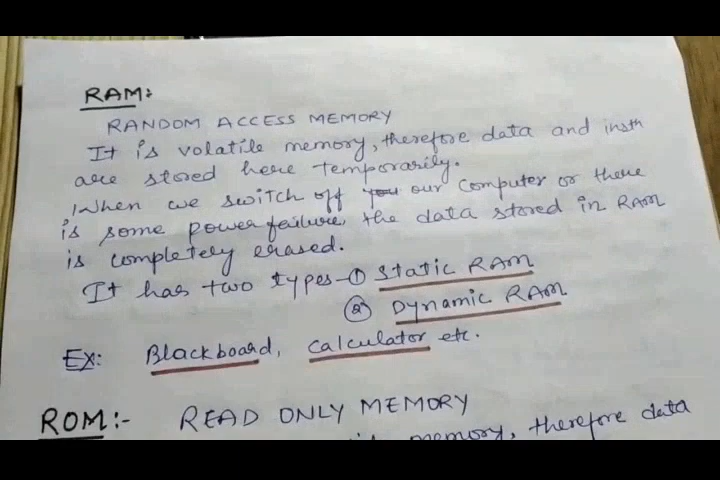 RAM:
RANDOM ACCESS MEMORY
It is volatile memory, therefore data and instn
are stored here temporarily.
When we switch off you our computer or there
is some power failure, the data stored in RAM
is completely erased.
It has two types - ① Static RAM
② Dynamic RAM
Ex: Blackboard, calculator etc.
ROM:- READ ONLY MEMORY
memory, therefore data